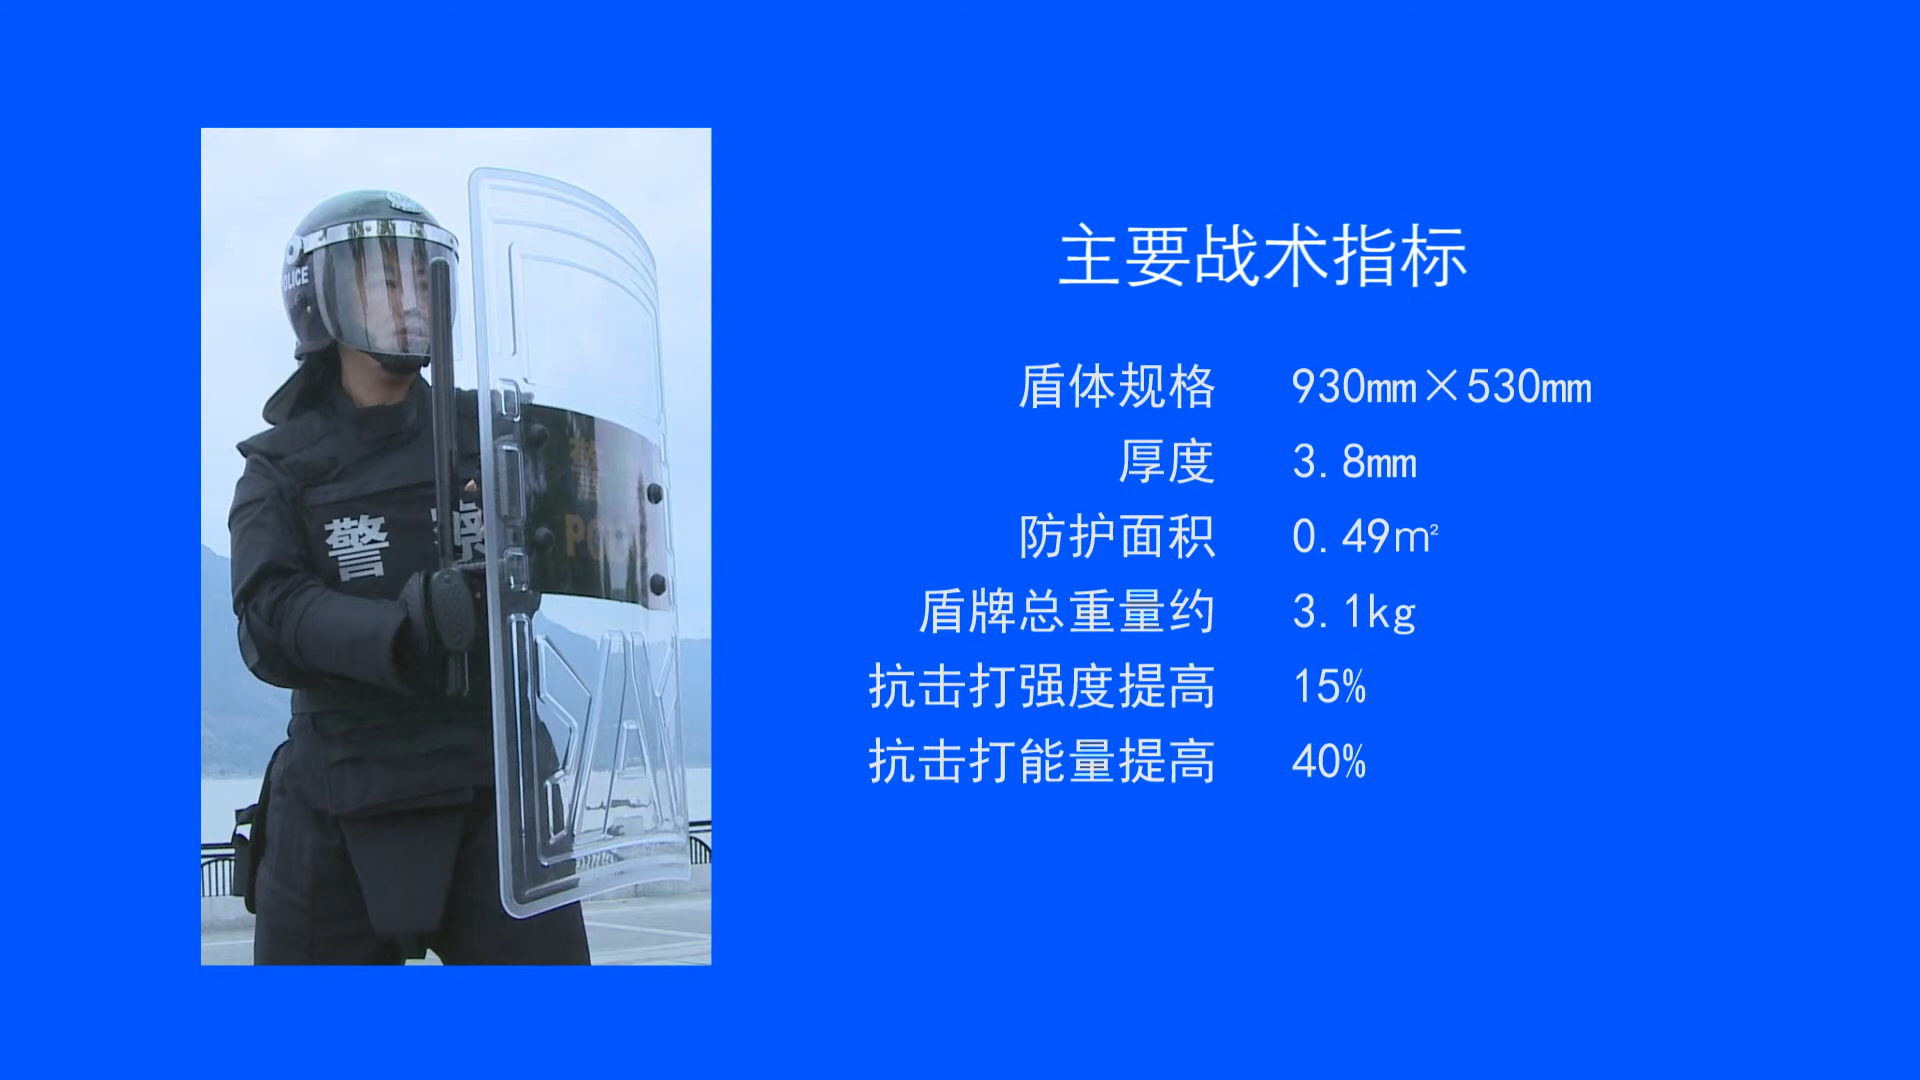 主要战术指标
盾体规格 930mm×530mm
厚度 3.8mm
防护面积 0.49㎡
盾牌总重量约 3.1kg
抗击打强度提高 15%
抗击打能量提高 40%
警 察